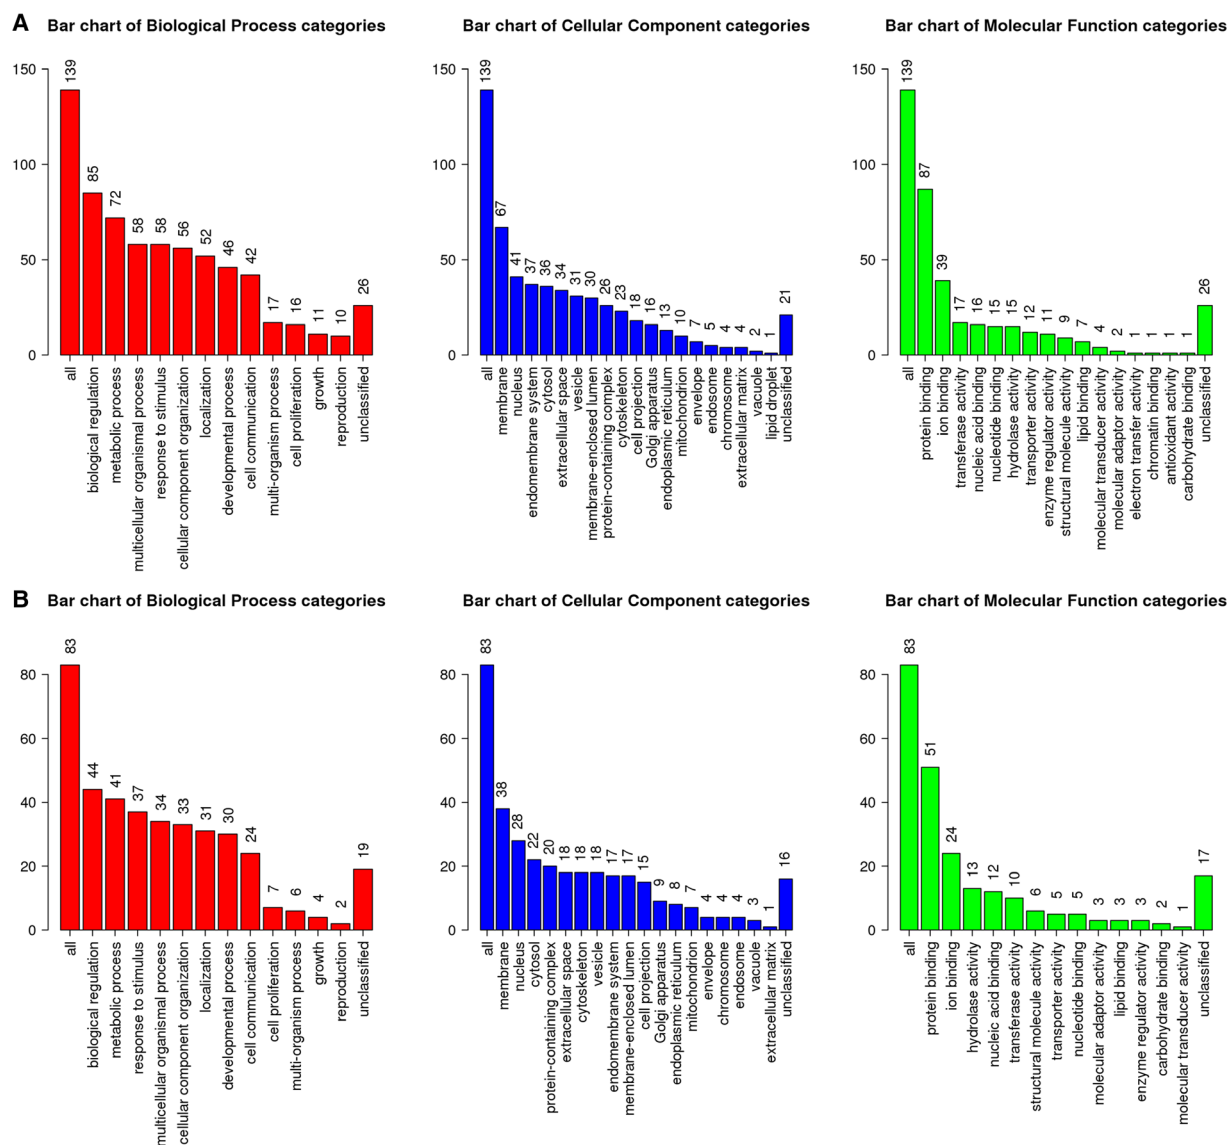 A Bar chart of Biological Process categories
Bar chart of Cellular Component categories
Bar chart of Molecular Function categories
150
100
50
0
139
85
72
58
58
56
52
46
42
17
16
11
10
26
all
biological regulation
metabolic process
multicellular organismal process
response to stimulus
cellular component organization
localization
developmental process
cell communication
multi-organism process
cell proliferation
growth
reproduction
unclassified
150
100
50
0
139
67
41
37
36
34
31
30
26
23
18
16
13
10
7
5
4
4
2
1
21
all
membrane
nucleus
endomembrane system
cytosol
extracellular space
vesicle
membrane-enclosed lumen
protein-containing complex
cytoskeleton
cell projection
Golgi apparatus
endoplasmic reticulum
mitochondrion
envelope
endosome
chromosome
extracellular matrix
vacuole
lipid droplet
unclassified
150
100
50
0
139
87
39
17
16
15
15
12
11
9
7
4
2
1
1
1
1
26
all
protein binding
ion binding
transferase activity
nucleic acid binding
nucleotide binding
hydrolase activity
transporter activity
enzyme regulator activity
structural molecule activity
lipid binding
molecular transducer activity
molecular adaptor activity
electron transfer activity
chromatin binding
antioxidant activity
carbohydrate binding
unclassified
B Bar chart of Biological Process categories
Bar chart of Cellular Component categories
Bar chart of Molecular Function categories
80
60
40
20
0
83
44
41
37
34
33
31
30
24
7
6
4
2
19
all
biological regulation
metabolic process
response to stimulus
multicellular organismal process
cellular component organization
localization
developmental process
cell communication
cell proliferation
multi-organism process
growth
reproduction
unclassified
80
60
40
20
0
83
38
28
22
20
18
18
18
17
17
15
9
8
7
4
4
4
3
1
16
all
membrane
nucleus
cytosol
protein-containing complex
extracellular space
cytoskeleton
vesicle
endomembrane system
membrane-enclosed lumen
cell projection
Golgi apparatus
endoplasmic reticulum
mitochondrion
envelope
chromosome
endosome
vacuole
extracellular matrix
unclassified
80
60
40
20
0
83
51
24
13
12
10
6
5
5
3
3
3
2
1
17
all
protein binding
ion binding
hydrolase activity
nucleic acid binding
transferase activity
structural molecule activity
transporter activity
nucleotide binding
molecular adaptor activity
lipid binding
enzyme regulator activity
carbohydrate binding
molecular transducer activity
unclassified